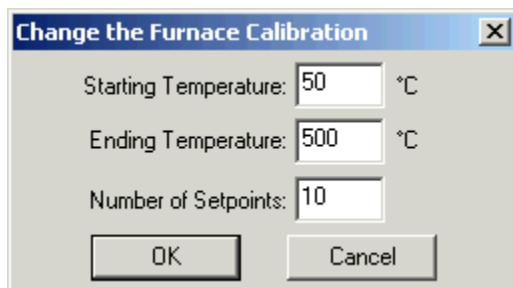 Change the Furnace Calibration
Starting Temperature: 50 °C
Ending Temperature: 500 °C
Number of Setpoints: 10
OK Cancel